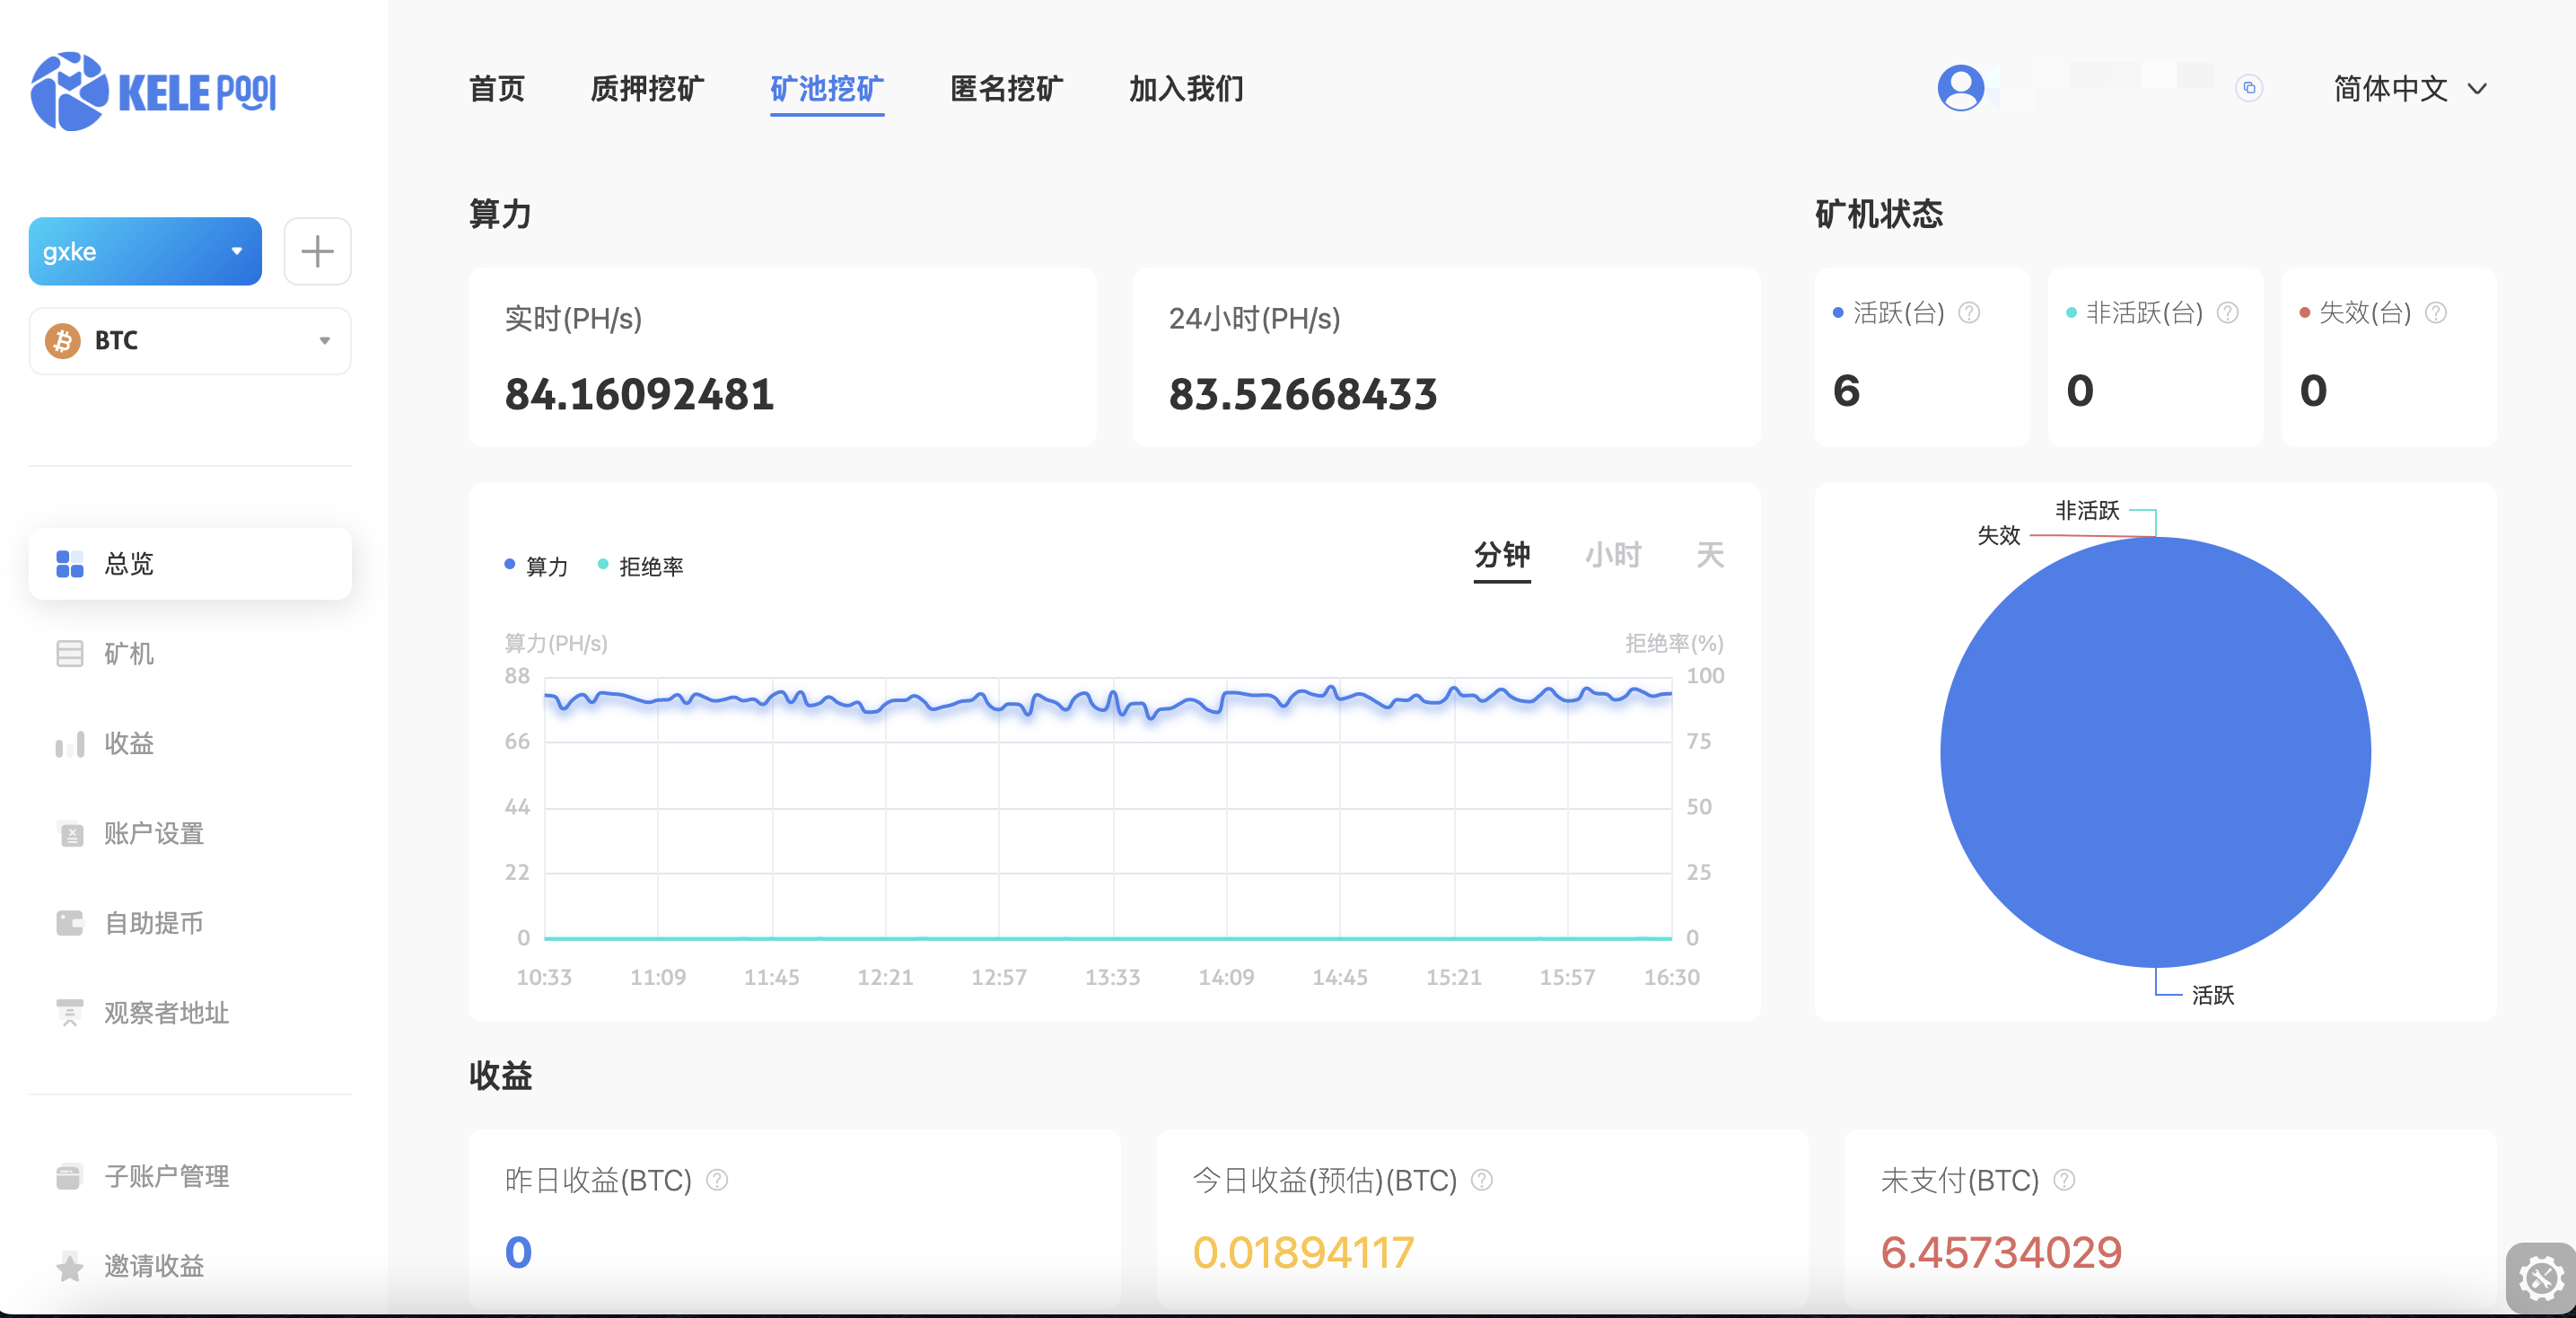 KELE POOL
首页 质押挖矿 矿池挖矿 匿名挖矿 加入我们
简体中文
gxke
BTC
总览
矿机
收益
账户设置
自助提币
观察者地址
子账户管理
邀请收益
算力
实时(PH/s)
84.16092481
24小时(PH/s)
83.52668433
矿机状态
活跃(台)
6
非活跃(台)
0
失效(台)
0
算力 拒绝率
分钟 小时 天
算力(PH/s) 拒绝率(%)
88 100
66 75
44 50
22 25
0 0
10:33 11:09 11:45 12:21 12:57 13:33 14:09 14:45 15:21 15:57 16:30
非活跃
失效
活跃
收益
昨日收益(BTC)
0
今日收益(预估)(BTC)
0.01894117
未支付(BTC)
6.45734029